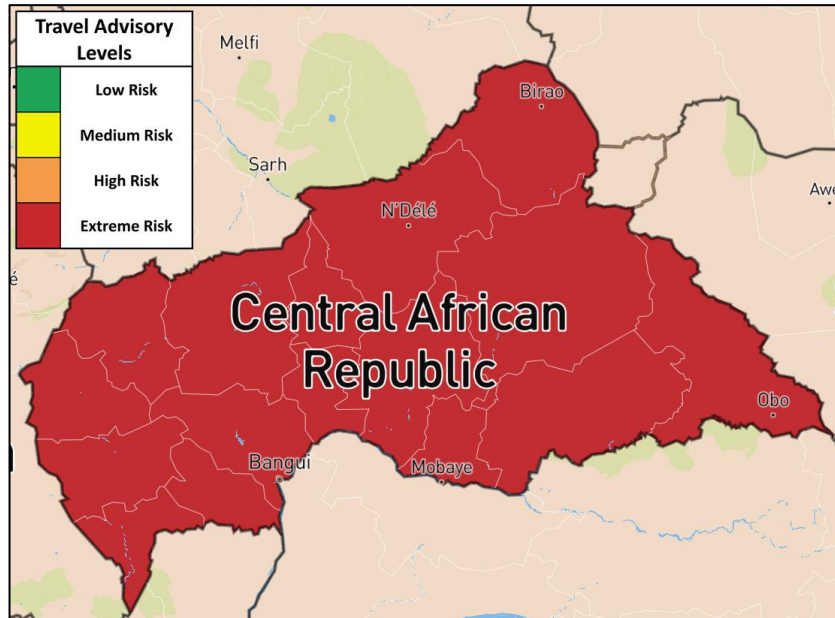 Travel Advisory
Levels
Low Risk
Medium Risk
High Risk
Extreme Risk
Melfi
Birao
Sarh
N'Délé
Awe
é
Central African
Republic
Obo
Bangui
Mobaye